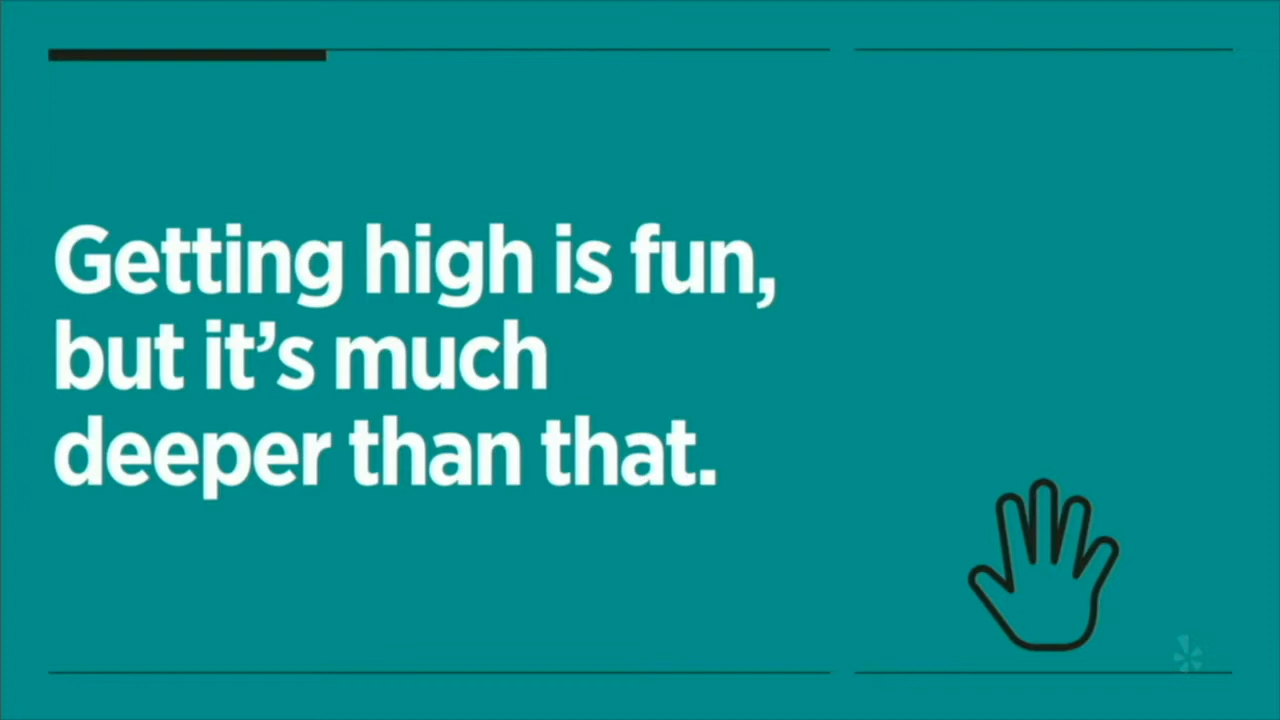 Getting high is fun,
but it’s much
deeper than that.